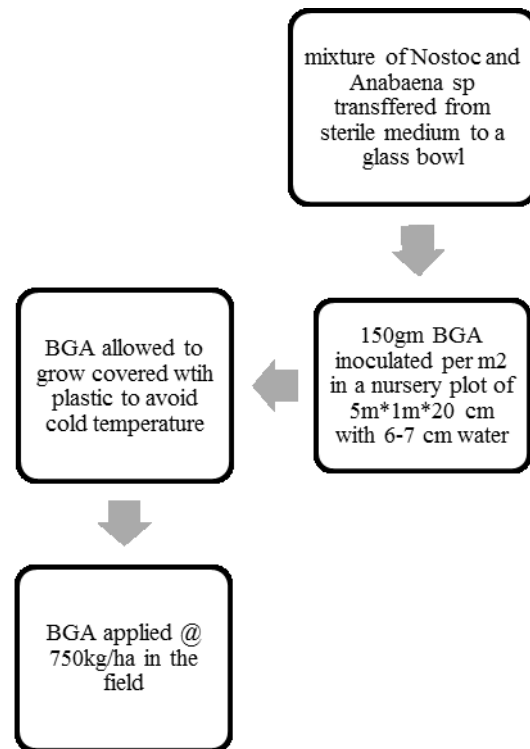 mixture of Nostoc and
Anabaena sp
transffered from
sterile medium to a
glass bowl
150gm BGA
inoculated per m2
in a nursery plot of
5m*1m*20 cm
with 6-7 cm water
BGA allowed to
grow covered wtih
plastic to avoid
cold temperature
BGA applied @
750kg/ha in the
field